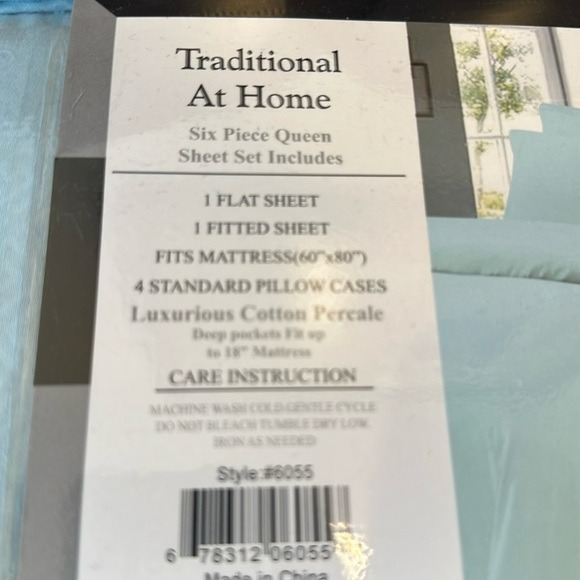 Traditional
At Home
Six Piece Queen
Sheet Set Includes
1 FLAT SHEET
1 FITTED SHEET
FITS MATTRESS(60"x80")
4 STANDARD PILLOW CASES
Luxurious Cotton Percale
Deep pockets Fit up
to 18" Mattress
CARE INSTRUCTION
MACHINE WASH COLD GENTLE CYCLE
DO NOT BLEACH TUMBLE DRY LOW
IRON AS NEEDED
Style:#6055
6 78312 06055
Made in China